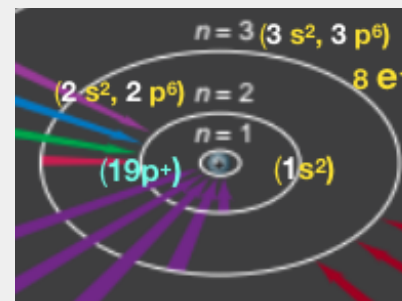 n = 3 (3 s², 3 p⁶)
(2 s², 2 p⁶) n = 2
8 e⁻
n = 1
(19p⁺) (1s²)